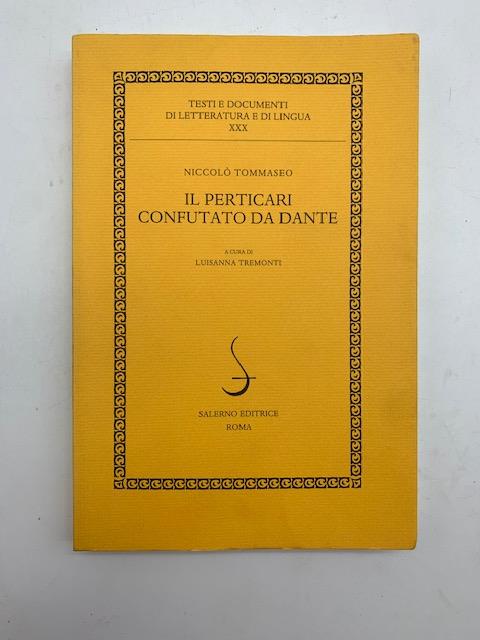 TESTI E DOCUMENTI
DI LETTERATURA E DI LINGUA
XXX
NICCOLÒ TOMMASEO
IL PERTICARI
CONFUTATO DA DANTE
A CURA DI
LUISANNA TREMONTI
SALERNO EDITRICE
ROMA